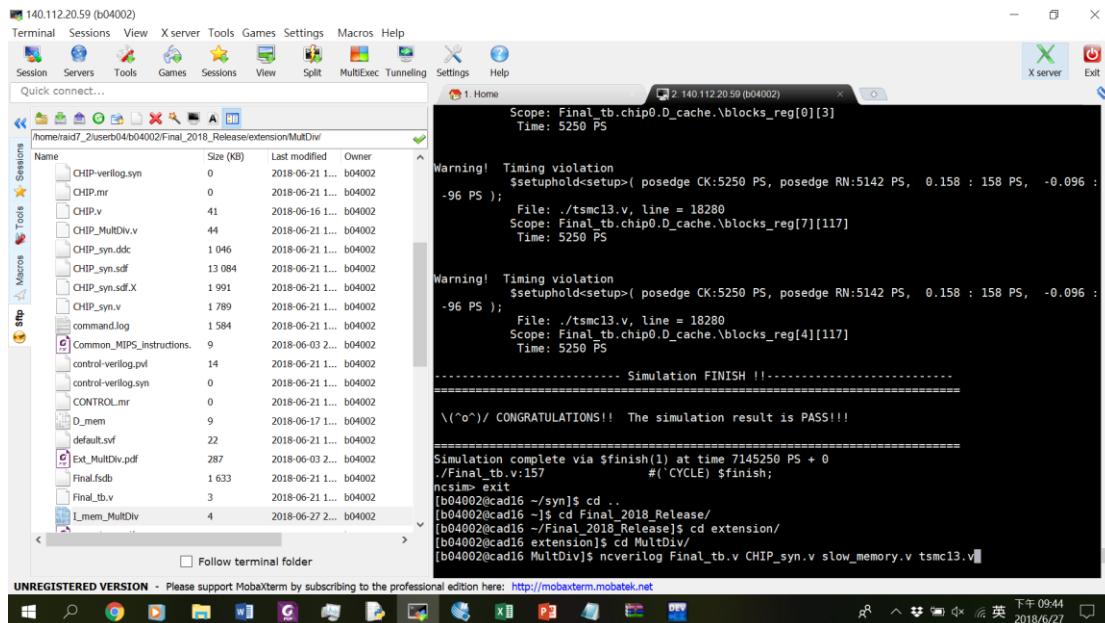 140.112.20.59 (b04002)
Terminal Sessions View X server Tools Games Settings Macros Help
Session Servers Tools Games Sessions View Split MultiExec Tunneling Settings Help X server Exit
Quick connect...
1. Home
2. 140.112.20.59 (b04002)
/home/raid7_2/userb04/b04002/Final_2018_Release/extension/MultDiv/
Sessions
Tools
Macros
Sftp
Name Size (KB) Last modified Owner
CHIP-verilog.syn 0 2018-06-21 1... b04002
CHIP.mr 0 2018-06-21 1... b04002
CHIP.v 41 2018-06-16 1... b04002
CHIP_MultDiv.v 44 2018-06-21 1... b04002
CHIP_syn.ddc 1 046 2018-06-21 1... b04002
CHIP_syn.sdf 13 084 2018-06-21 1... b04002
CHIP_syn.sdf.X 1 991 2018-06-21 1... b04002
CHIP_syn.v 1 789 2018-06-21 1... b04002
command.log 1 584 2018-06-21 1... b04002
Common_MIPS_instructions. 9 2018-06-03 2... b04002
control-verilog.pvl 14 2018-06-21 1... b04002
control-verilog.syn 0 2018-06-21 1... b04002
CONTROL.mr 0 2018-06-21 1... b04002
D_mem 9 2018-06-17 1... b04002
default.svf 22 2018-06-21 1... b04002
Ext_MultDiv.pdf 287 2018-06-03 2... b04002
Final.fsdb 1 633 2018-06-21 1... b04002
Final_tb.v 3 2018-06-21 1... b04002
I_mem_MultDiv 4 2018-06-27 2... b04002
Follow terminal folder
Scope: Final_tb.chip0.D_cache.\blocks_reg[0][3]
Time: 5250 PS
Warning! Timing violation
$setuphold<setup>( posedge CK:5250 PS, posedge RN:5142 PS, 0.158 : 158 PS, -0.096 :
-96 PS );
File: ./tsmc13.v, line = 18280
Scope: Final_tb.chip0.D_cache.\blocks_reg[7][117]
Time: 5250 PS
Warning! Timing violation
$setuphold<setup>( posedge CK:5250 PS, posedge RN:5142 PS, 0.158 : 158 PS, -0.096 :
-96 PS );
File: ./tsmc13.v, line = 18280
Scope: Final_tb.chip0.D_cache.\blocks_reg[4][117]
Time: 5250 PS
--------------------------- Simulation FINISH !!---------------------------
============================================================================
\(^o^)/ CONGRATULATIONS!! The simulation result is PASS!!!
============================================================================
Simulation complete via $finish(1) at time 7145250 PS + 0
./Final_tb.v:157 #(`CYCLE) $finish;
ncsim> exit
[b04002@cad16 ~/syn]$ cd ..
[b04002@cad16 ~]$ cd Final_2018_Release/
[b04002@cad16 ~/Final_2018_Release]$ cd extension/
[b04002@cad16 extension]$ cd MultDiv/
[b04002@cad16 MultDiv]$ ncverilog Final_tb.v CHIP_syn.v slow_memory.v tsmc13.v
UNREGISTERED VERSION - Please support MobaXterm by subscribing to the professional edition here: http://mobaxterm.mobatek.net
英
下午 09:44
2018/6/27